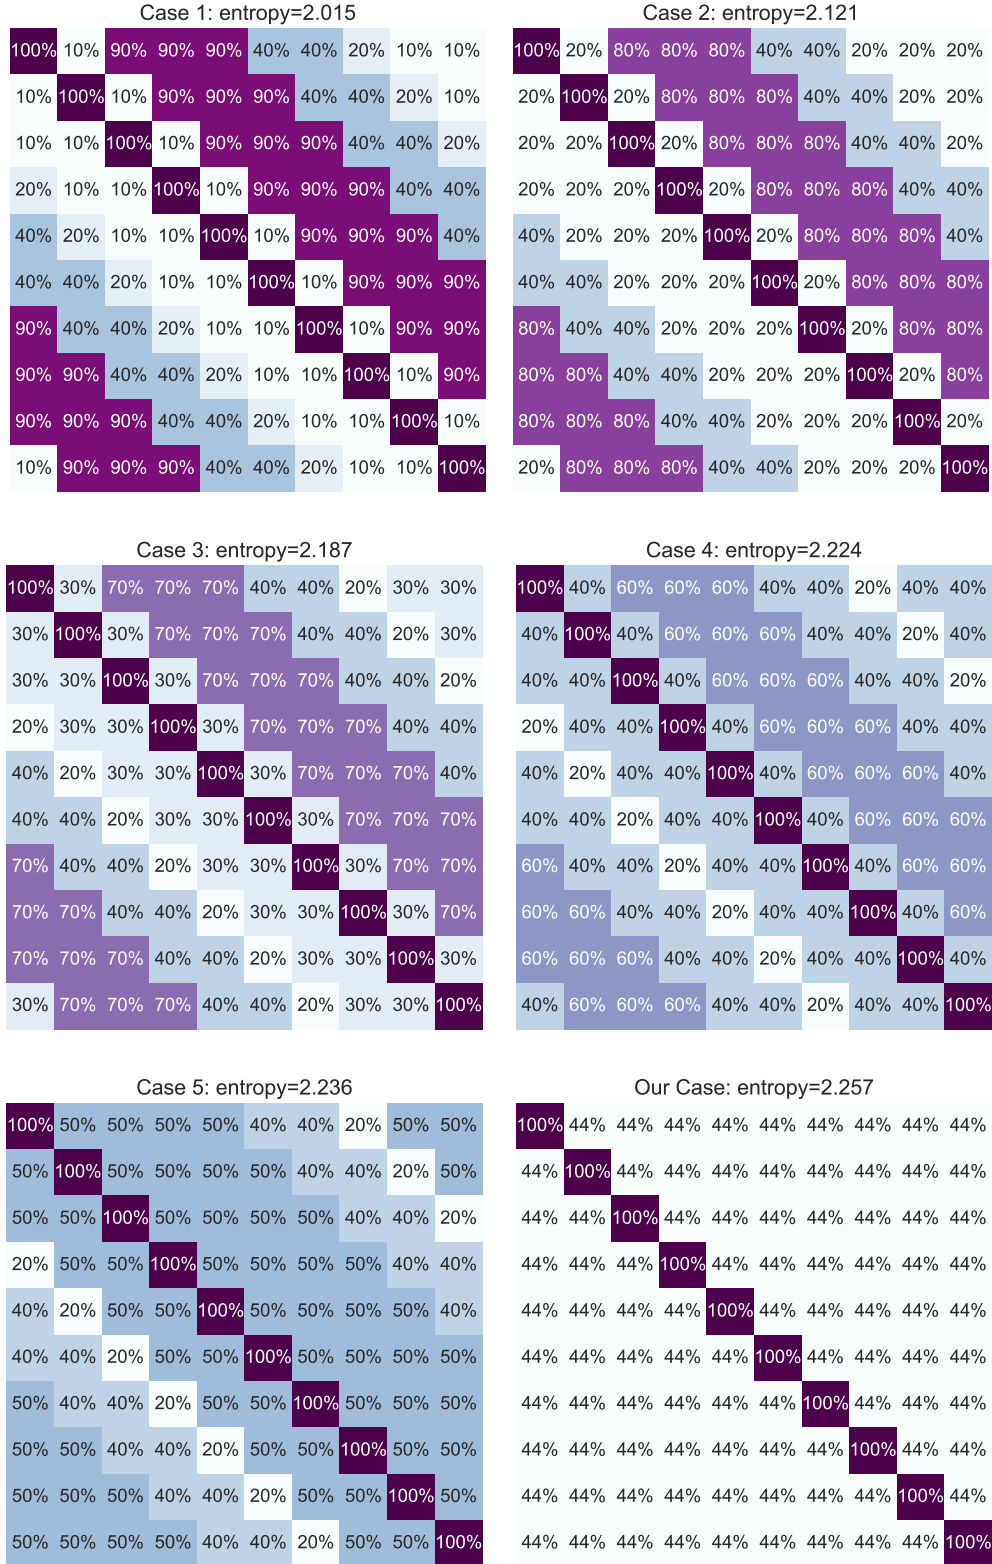 Case 1: entropy=2.015
100% 10% 90% 90% 90% 40% 40% 20% 10% 10%
10% 100% 10% 90% 90% 90% 40% 40% 20% 10%
10% 10% 100% 10% 90% 90% 90% 40% 40% 20%
20% 10% 10% 100% 10% 90% 90% 90% 40% 40%
40% 20% 10% 10% 100% 10% 90% 90% 90% 40%
40% 40% 20% 10% 10% 100% 10% 90% 90% 90%
90% 40% 40% 20% 10% 10% 100% 10% 90% 90%
90% 90% 40% 40% 20% 10% 10% 100% 10% 90%
90% 90% 90% 40% 40% 20% 10% 10% 100% 10%
10% 90% 90% 90% 40% 40% 20% 10% 10% 100%
Case 2: entropy=2.121
100% 20% 80% 80% 80% 40% 40% 20% 20% 20%
20% 100% 20% 80% 80% 80% 40% 40% 20% 20%
20% 20% 100% 20% 80% 80% 80% 40% 40% 20%
20% 20% 20% 100% 20% 80% 80% 80% 40% 40%
40% 20% 20% 20% 100% 20% 80% 80% 80% 40%
40% 40% 20% 20% 20% 100% 20% 80% 80% 80%
80% 40% 40% 20% 20% 20% 100% 20% 80% 80%
80% 80% 40% 40% 20% 20% 20% 100% 20% 80%
80% 80% 80% 40% 40% 20% 20% 20% 100% 20%
20% 80% 80% 80% 40% 40% 20% 20% 20% 100%
Case 3: entropy=2.187
100% 30% 70% 70% 70% 40% 40% 20% 30% 30%
30% 100% 30% 70% 70% 70% 40% 40% 20% 30%
30% 30% 100% 30% 70% 70% 70% 40% 40% 20%
20% 30% 30% 100% 30% 70% 70% 70% 40% 40%
40% 20% 30% 30% 100% 30% 70% 70% 70% 40%
40% 40% 20% 30% 30% 100% 30% 70% 70% 70%
70% 40% 40% 20% 30% 30% 100% 30% 70% 70%
70% 70% 40% 40% 20% 30% 30% 100% 30% 70%
70% 70% 70% 40% 40% 20% 30% 30% 100% 30%
30% 70% 70% 70% 40% 40% 20% 30% 30% 100%
Case 4: entropy=2.224
100% 40% 60% 60% 60% 40% 40% 20% 40% 40%
40% 100% 40% 60% 60% 60% 40% 40% 20% 40%
40% 40% 100% 40% 60% 60% 60% 40% 40% 20%
20% 40% 40% 100% 40% 60% 60% 60% 40% 40%
40% 20% 40% 40% 100% 40% 60% 60% 60% 40%
40% 40% 20% 40% 40% 100% 40% 60% 60% 60%
60% 40% 40% 20% 40% 40% 100% 40% 60% 60%
60% 60% 40% 40% 20% 40% 40% 100% 40% 60%
60% 60% 60% 40% 40% 20% 40% 40% 100% 40%
40% 60% 60% 60% 40% 40% 20% 40% 40% 100%
Case 5: entropy=2.236
100% 50% 50% 50% 50% 40% 40% 20% 50% 50%
50% 100% 50% 50% 50% 50% 40% 40% 20% 50%
50% 50% 100% 50% 50% 50% 50% 40% 40% 20%
20% 50% 50% 100% 50% 50% 50% 50% 40% 40%
40% 20% 50% 50% 100% 50% 50% 50% 50% 40%
40% 40% 20% 50% 50% 100% 50% 50% 50% 50%
50% 40% 40% 20% 50% 50% 100% 50% 50% 50%
50% 50% 40% 40% 20% 50% 50% 100% 50% 50%
50% 50% 50% 40% 40% 20% 50% 50% 100% 50%
50% 50% 50% 50% 40% 40% 20% 50% 50% 100%
Our Case: entropy=2.257
100% 44% 44% 44% 44% 44% 44% 44% 44% 44%
44% 100% 44% 44% 44% 44% 44% 44% 44% 44%
44% 44% 100% 44% 44% 44% 44% 44% 44% 44%
44% 44% 44% 100% 44% 44% 44% 44% 44% 44%
44% 44% 44% 44% 100% 44% 44% 44% 44% 44%
44% 44% 44% 44% 44% 100% 44% 44% 44% 44%
44% 44% 44% 44% 44% 44% 100% 44% 44% 44%
44% 44% 44% 44% 44% 44% 44% 100% 44% 44%
44% 44% 44% 44% 44% 44% 44% 44% 100% 44%
44% 44% 44% 44% 44% 44% 44% 44% 44% 100%